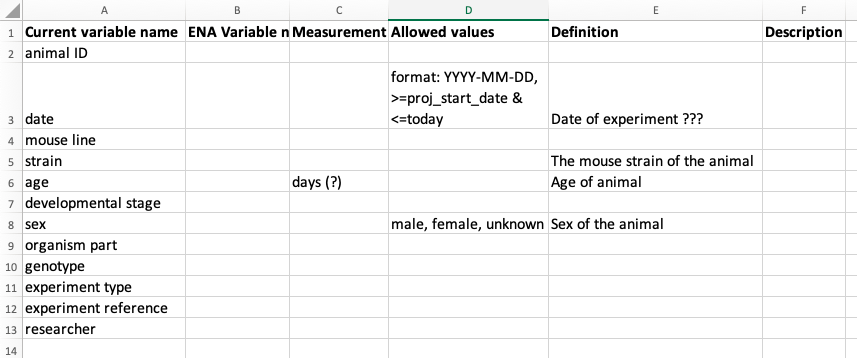 A B C D E F
1 Current variable name ENA Variable n Measurement Allowed values Definition Description
2 animal ID
format: YYYY-MM-DD,
>=proj_start_date &
3 date <=today Date of experiment ???
4 mouse line
5 strain The mouse strain of the animal
6 age days (?) Age of animal
7 developmental stage
8 sex male, female, unknown Sex of the animal
9 organism part
10 genotype
11 experiment type
12 experiment reference
13 researcher
14